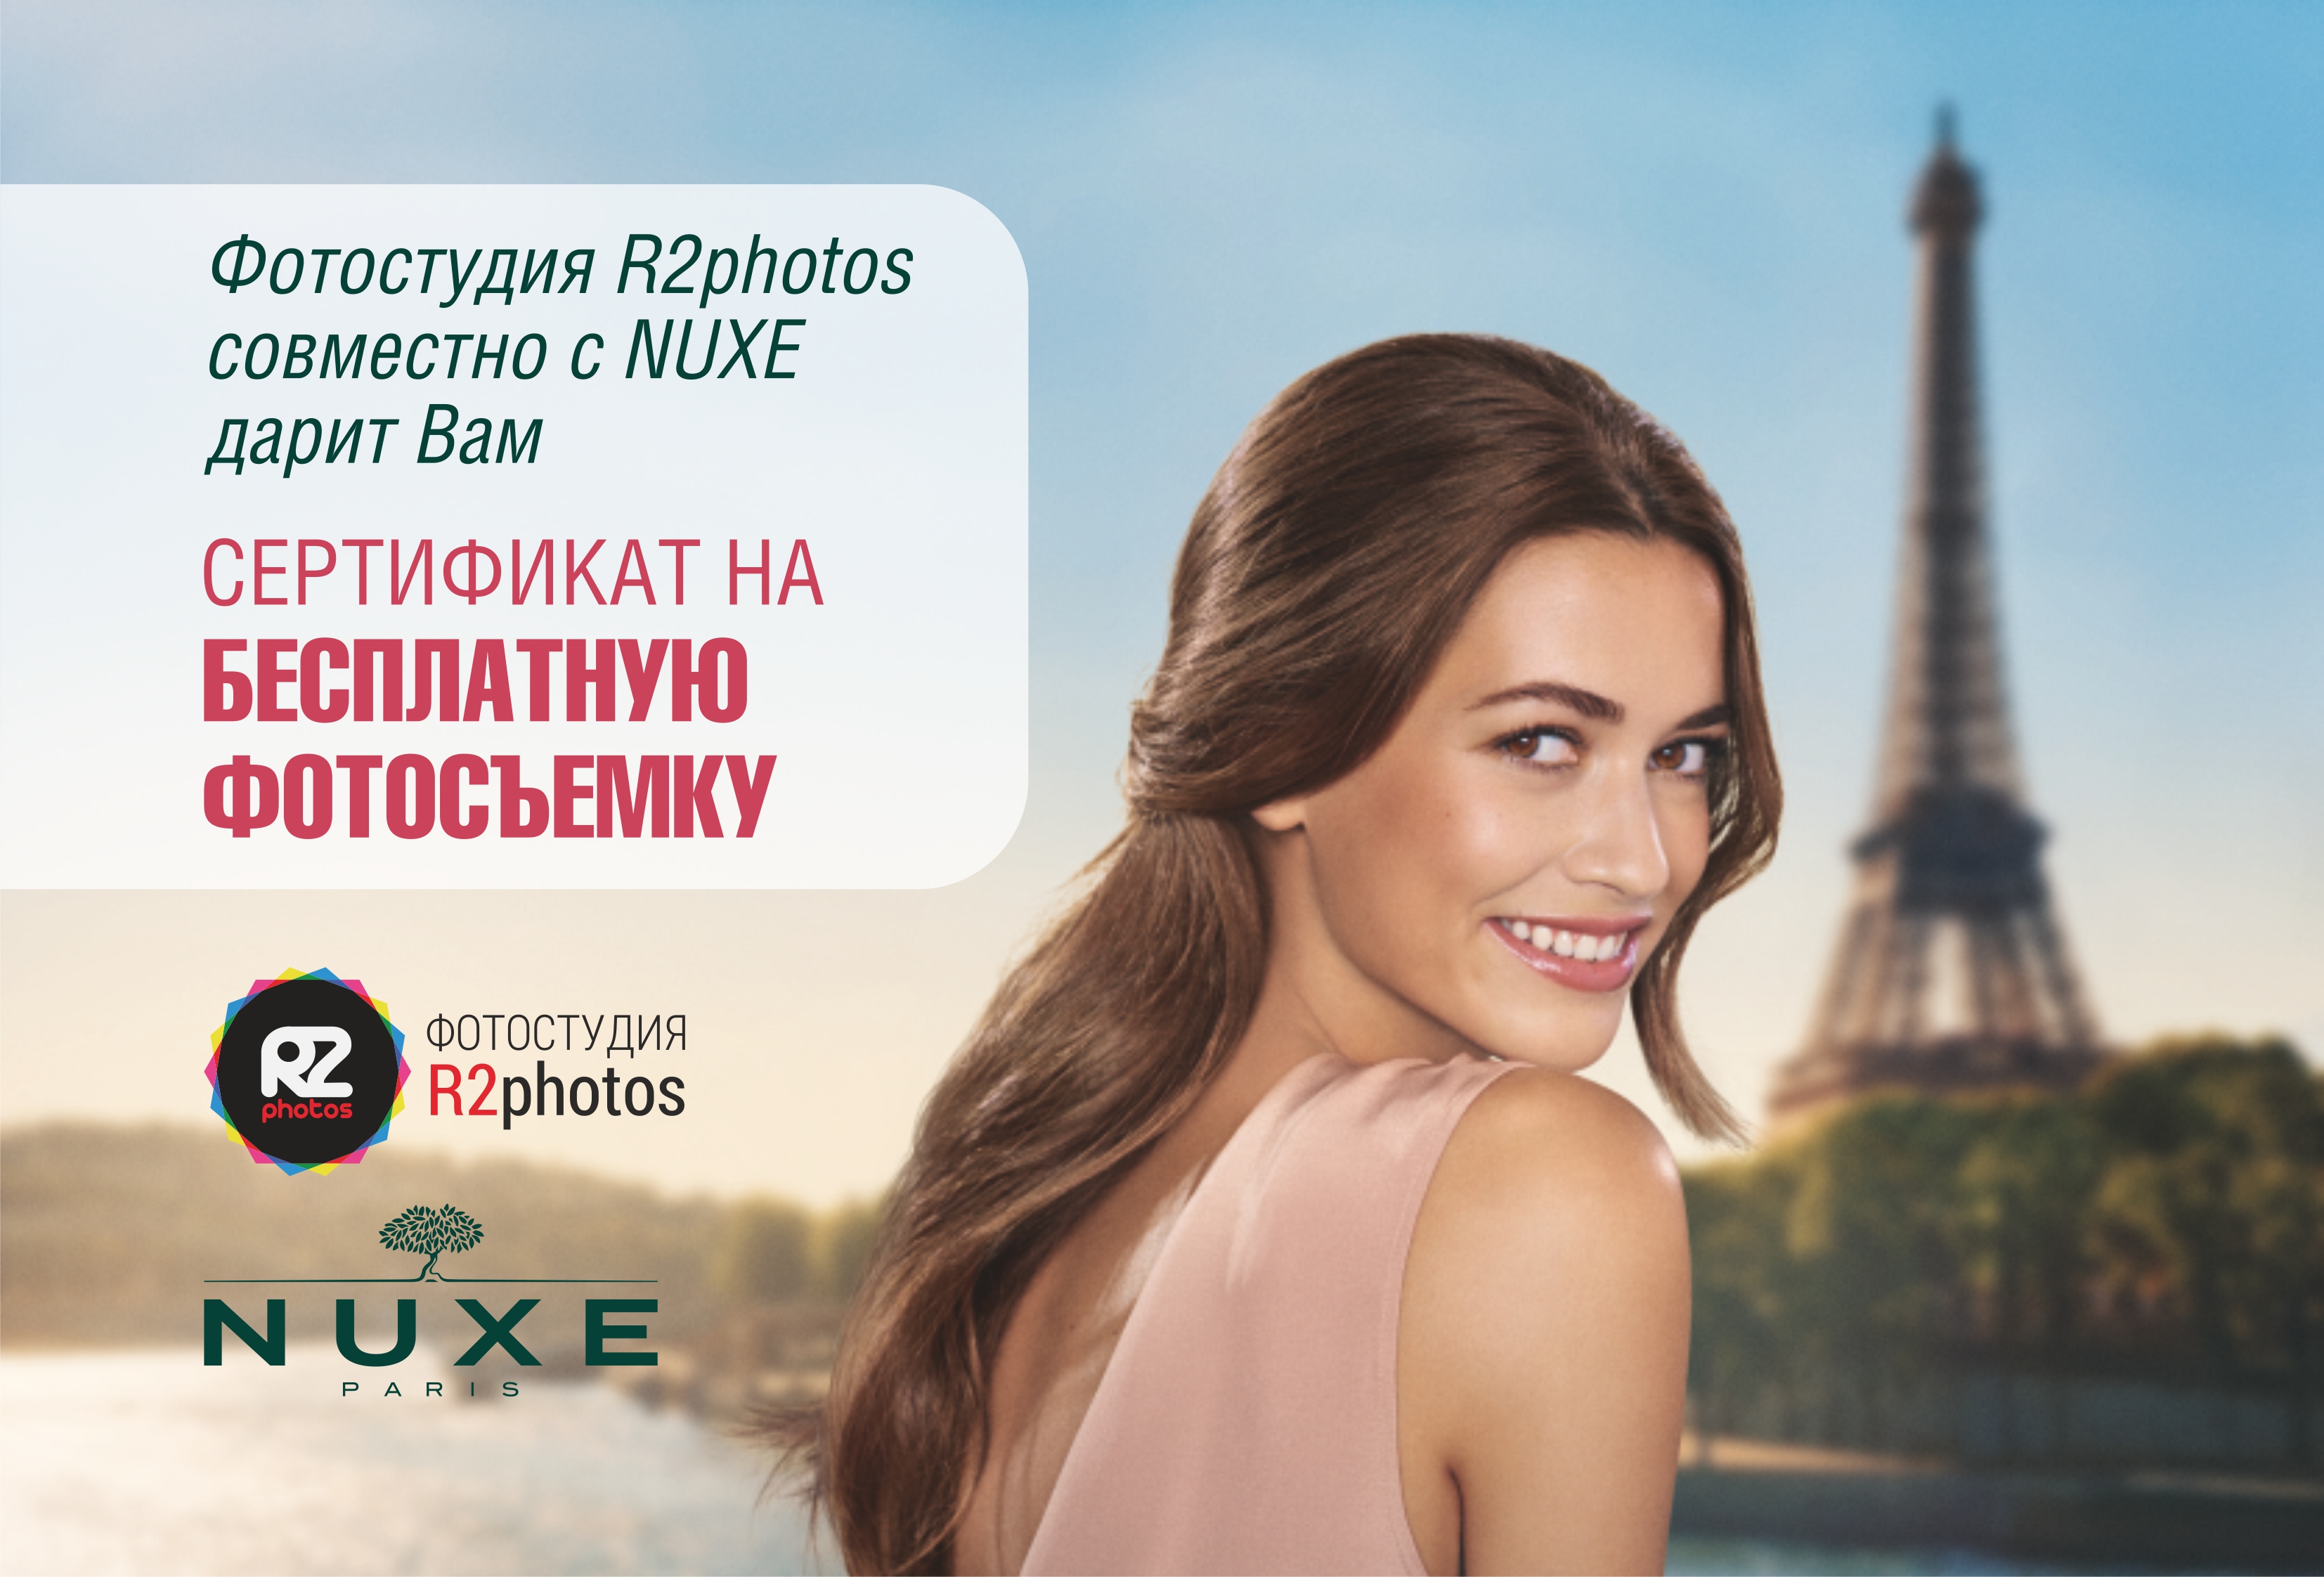 Фотостудия R2photos
совместно с NUXE
дарит Вам
СЕРТИФИКАТ НА
БЕСПЛАТНУЮ
ФОТОСЪЕМКУ
R2
photos
ФОТОСТУДИЯ
R2photos
NUXE
PARIS